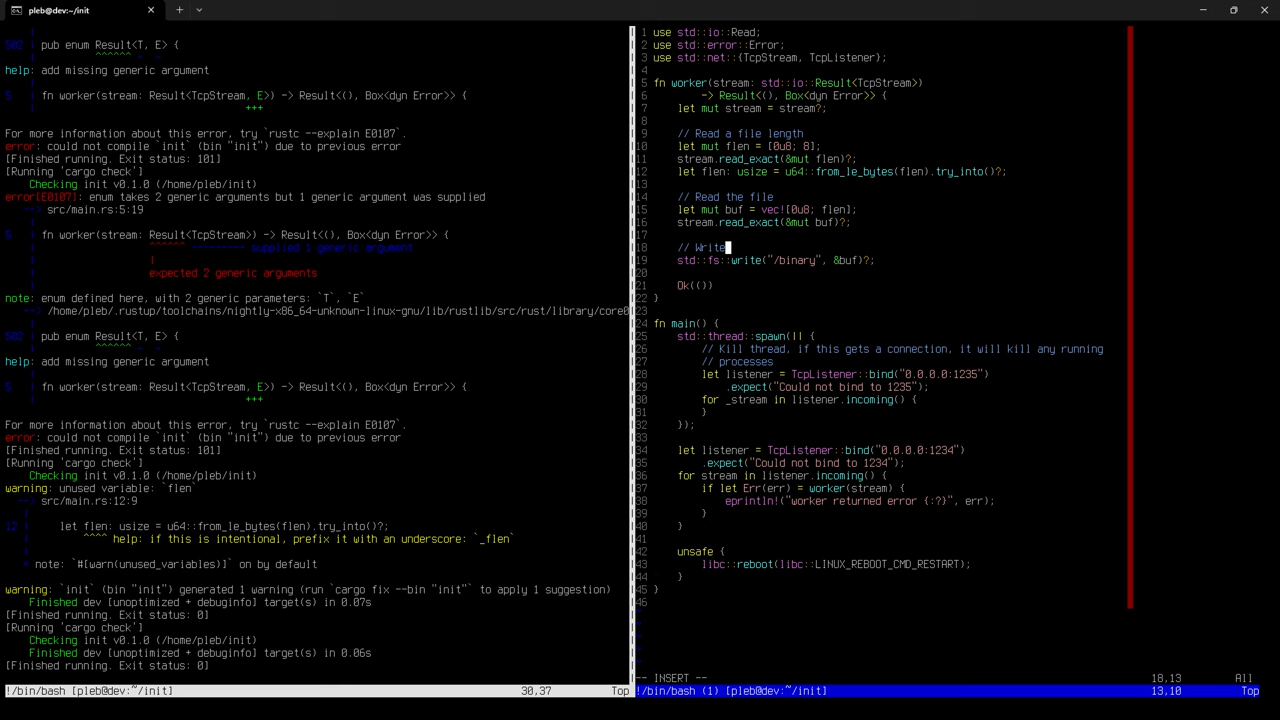 pleb@dev:~/init
502 pub enum Result<T, E> {
^^^^^^ - -
help: add missing generic argument
5 fn worker(stream: Result<TcpStream, E>) -> Result<(), Box<dyn Error>> {
+++
For more information about this error, try `rustc --explain E0107`.
error: could not compile `init` (bin "init") due to previous error
[Finished running. Exit status: 101]
[Running 'cargo check']
Checking init v0.1.0 (/home/pleb/init)
error[E0107]: enum takes 2 generic arguments but 1 generic argument was supplied
--> src/main.rs:5:19
5 fn worker(stream: Result<TcpStream>) -> Result<(), Box<dyn Error>> {
^^^^^^ --------- supplied 1 generic argument
|
expected 2 generic arguments
note: enum defined here, with 2 generic parameters: `T`, `E`
--> /home/pleb/.rustup/toolchains/nightly-x86_64-unknown-linux-gnu/lib/rustlib/src/rust/library/core
502 pub enum Result<T, E> {
^^^^^^ - -
help: add missing generic argument
5 fn worker(stream: Result<TcpStream, E>) -> Result<(), Box<dyn Error>> {
+++
For more information about this error, try `rustc --explain E0107`.
error: could not compile `init` (bin "init") due to previous error
[Finished running. Exit status: 101]
[Running 'cargo check']
Checking init v0.1.0 (/home/pleb/init)
warning: unused variable: `flen`
--> src/main.rs:12:9
12 let flen: usize = u64::from_le_bytes(flen).try_into()?;
^^^^ help: if this is intentional, prefix it with an underscore: `_flen`
= note: `#[warn(unused_variables)]` on by default
warning: `init` (bin "init") generated 1 warning (run `cargo fix --bin "init"` to apply 1 suggestion)
Finished dev [unoptimized + debuginfo] target(s) in 0.07s
[Finished running. Exit status: 0]
[Running 'cargo check']
Checking init v0.1.0 (/home/pleb/init)
Finished dev [unoptimized + debuginfo] target(s) in 0.06s
[Finished running. Exit status: 0]
!/bin/bash [pleb@dev:~/init] 30,37 Top
1 use std::io::Read;
2 use std::error::Error;
3 use std::net::{TcpStream, TcpListener};
4
5 fn worker(stream: std::io::Result<TcpStream>)
6 -> Result<(), Box<dyn Error>> {
7 let mut stream = stream?;
8
9 // Read a file length
10 let mut flen = [0u8; 8];
11 stream.read_exact(&mut flen)?;
12 let flen: usize = u64::from_le_bytes(flen).try_into()?;
13
14 // Read the file
15 let mut buf = vec![0u8; flen];
16 stream.read_exact(&mut buf)?;
17
18 // Write
19 std::fs::write("/binary", &buf)?;
20
21 Ok(())
22 }
23
24 fn main() {
25 std::thread::spawn(|| {
26 // Kill thread, if this gets a connection, it will kill any running
27 // processes
28 let listener = TcpListener::bind("0.0.0.0:1235")
29 .expect("Could not bind to 1235");
30 for _stream in listener.incoming() {
31 }
32 });
33
34 let listener = TcpListener::bind("0.0.0.0:1234")
35 .expect("Could not bind to 1234");
36 for stream in listener.incoming() {
37 if let Err(err) = worker(stream) {
38 eprintln!("worker returned error {:?}", err);
39 }
40 }
41
42 unsafe {
43 libc::reboot(libc::LINUX_REBOOT_CMD_RESTART);
44 }
45 }
46
~
~
~
~
~
-- INSERT -- 18,13 All
!/bin/bash (1) [pleb@dev:~/init] 13,10 Top